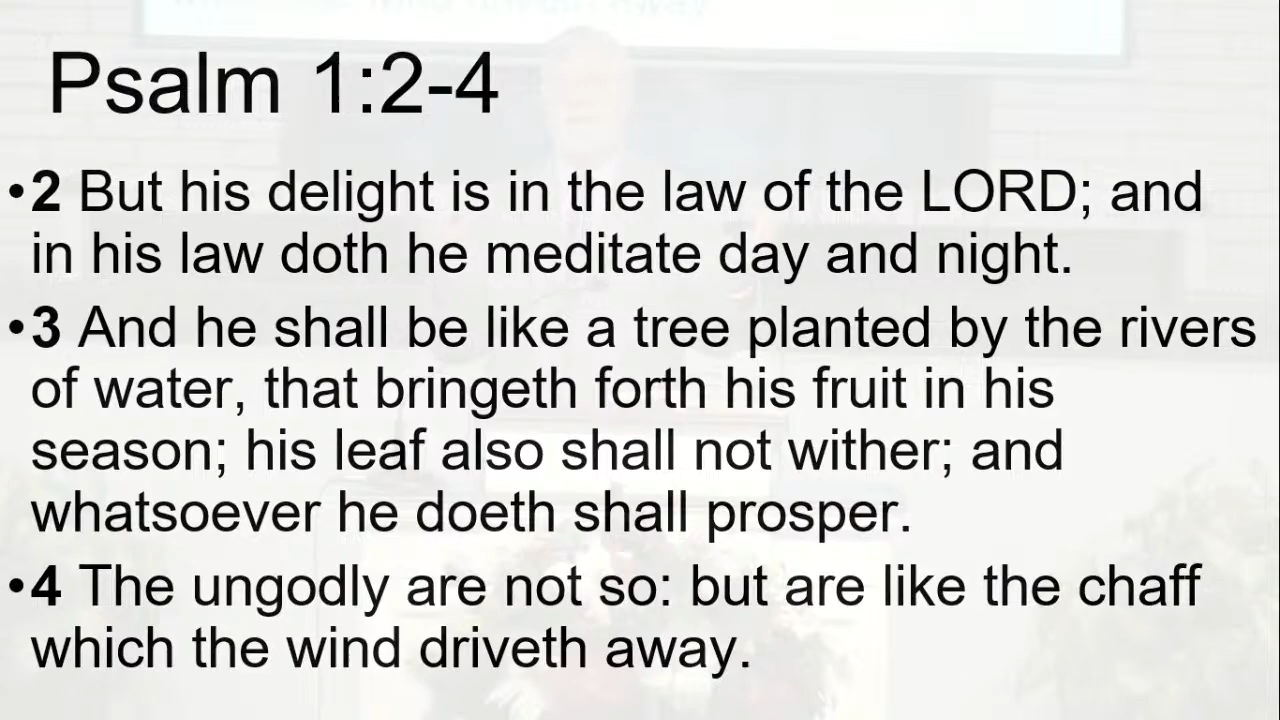 Psalm 1:2-4
•2 But his delight is in the law of the LORD; and
in his law doth he meditate day and night.
•3 And he shall be like a tree planted by the rivers
of water, that bringeth forth his fruit in his
season; his leaf also shall not wither; and
whatsoever he doeth shall prosper.
•4 The ungodly are not so: but are like the chaff
which the wind driveth away.